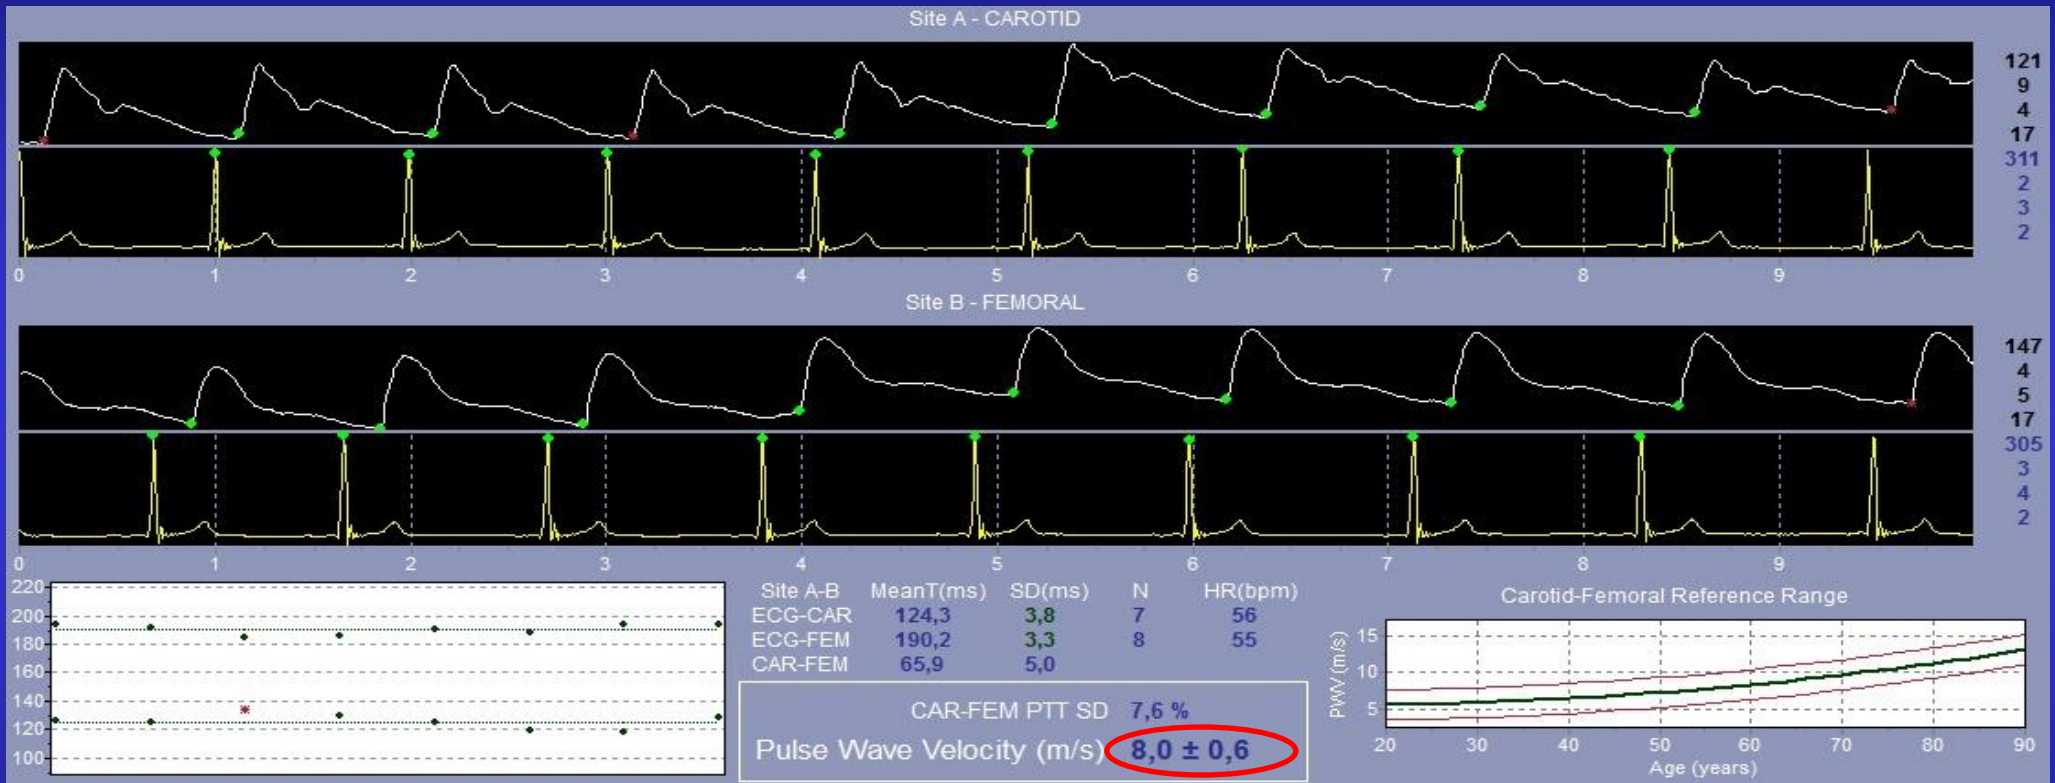 Site A - CAROTID
121
9
4
17
311
2
3
2
0 1 2 3 4 5 6 7 8 9
Site B - FEMORAL
147
4
5
17
305
3
4
2
0 1 2 3 4 5 6 7 8 9
220
200
180
160
140
120
100
Site A-B MeanT(ms) SD(ms) N HR(bpm)
ECG-CAR 124,3 3,8 7 56
ECG-FEM 190,2 3,3 8 55
CAR-FEM 65,9 5,0
CAR-FEM PTT SD 7,6 %
Pulse Wave Velocity (m/s) 8,0 ± 0,6
Carotid-Femoral Reference Range
PWV (m/s)
15
10
5
20 30 40 50 60 70 80 90
Age (years)